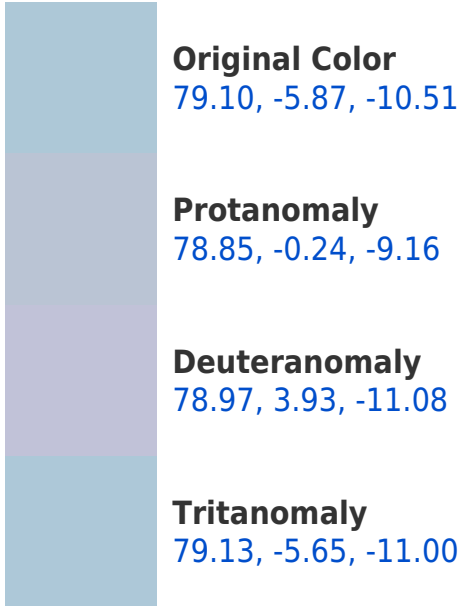 Original Color
79.10, -5.87, -10.51
Protanomaly
78.85, -0.24, -9.16
Deuteranomaly
78.97, 3.93, -11.08
Tritanomaly
79.13, -5.65, -11.00